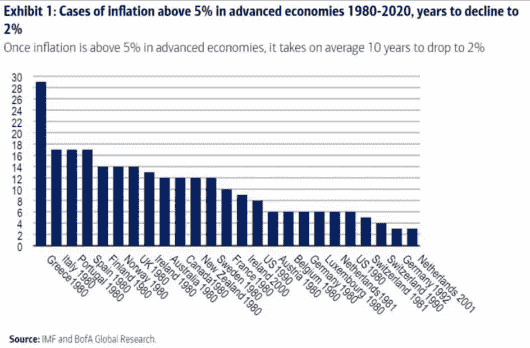 Exhibit 1: Cases of inflation above 5% in advanced economies 1980-2020, years to decline to
2%
Once inflation is above 5% in advanced economies, it takes on average 10 years to drop to 2%
30
28
26
24
22
20
18
16
14
12
10
8
6
4
2
0
Greece 1980
Italy 1980
Portugal 1980
Spain 1980
Finland 1980
Norway 1980
UK 1980
Ireland 1980
Australia 1980
Canada 1980
New Zealand 1980
Sweden 1980
France 1980
Ireland 2000
US 1980
Austria 1980
Belgium 1980
Germany 1980
Luxembourg 1980
Netherlands 1981
US 1990
Switzerland 1981
Switzerland 1990
Germany 1992
Netherlands 2001
Source: IMF and BofA Global Research.